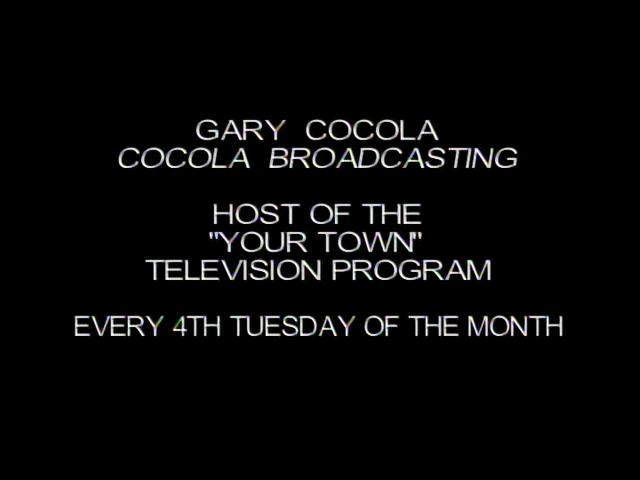 GARY COCOLA
COCOLA BROADCASTING
HOST OF THE
"YOUR TOWN"
TELEVISION PROGRAM
EVERY 4TH TUESDAY OF THE MONTH